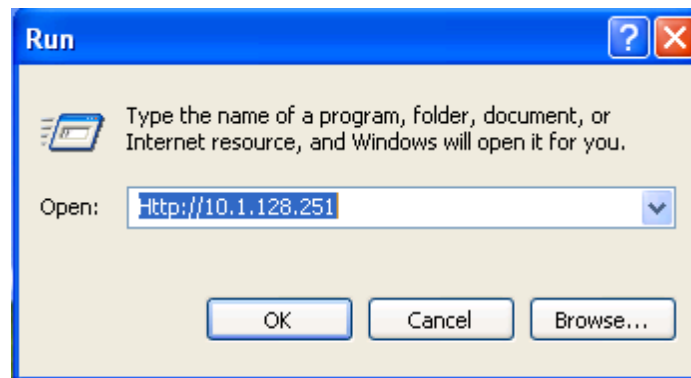 Run
Type the name of a program, folder, document, or
Internet resource, and Windows will open it for you.
Open: Http://10.1.128.251
OK Cancel Browse...